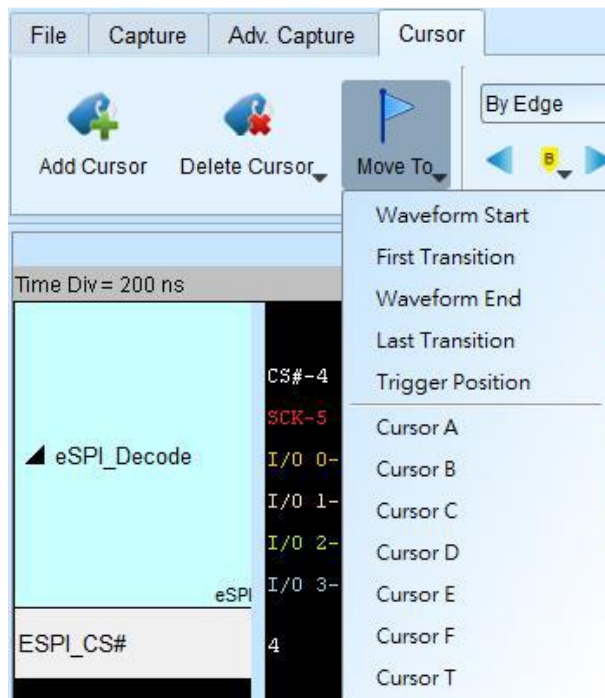 File Capture Adv. Capture Cursor
By Edge
B
Add Cursor Delete Cursor Move To
Waveform Start
First Transition
Waveform End
Last Transition
Trigger Position
Cursor A
Cursor B
Cursor C
Cursor D
Cursor E
Cursor F
Cursor T
Time Div = 200 ns
CS#-4
SCK-5
eSPI_Decode
I/O 0-
I/O 1-
I/O 2-
I/O 3-
eSPI
ESPI_CS#
4